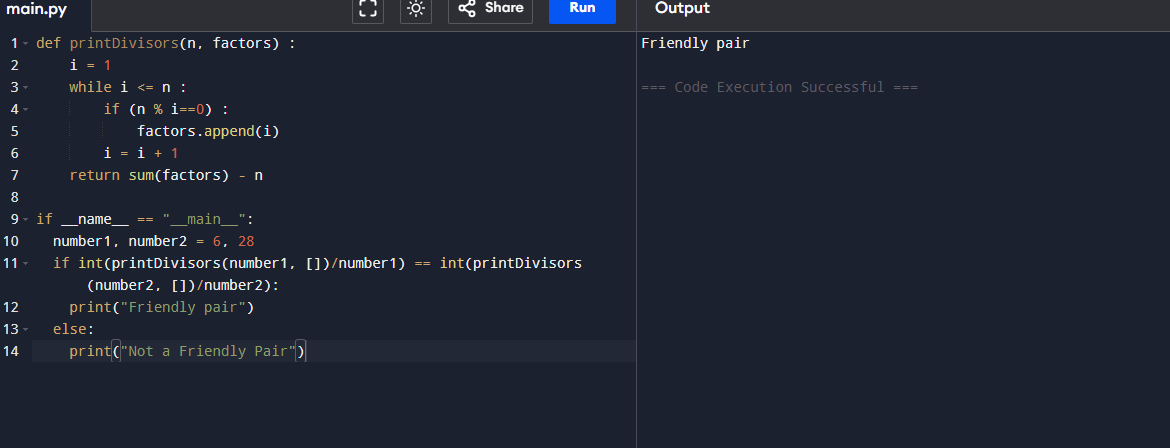 main.py Share Run Output
1 def printDivisors(n, factors) :
2     i = 1
3     while i <= n :
4         if (n % i==0) :
5             factors.append(i)
6         i = i + 1
7     return sum(factors) - n
8
9 if __name__ == "__main__":
10   number1, number2 = 6, 28
11   if int(printDivisors(number1, [])/number1) == int(printDivisors
(number2, [])/number2):
12     print("Friendly pair")
13   else:
14     print("Not a Friendly Pair")
Friendly pair
=== Code Execution Successful ===